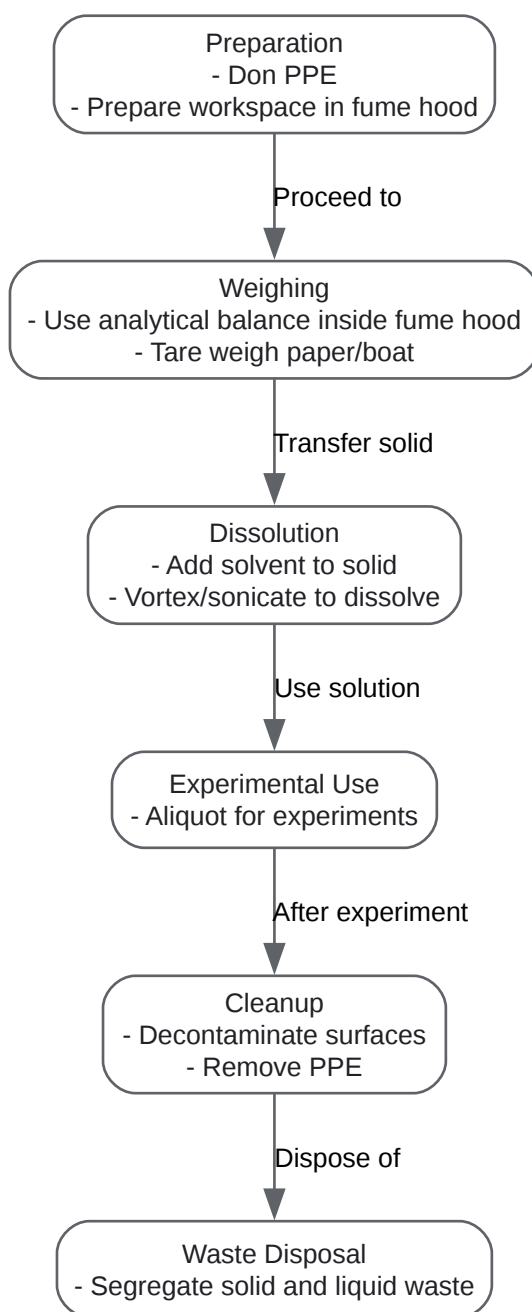 Preparation
- Don PPE
- Prepare workspace in fume hood
Proceed to
Weighing
- Use analytical balance inside fume hood
- Tare weigh paper/boat
Transfer solid
Dissolution
- Add solvent to solid
- Vortex/sonicate to dissolve
Use solution
Experimental Use
- Aliquot for experiments
After experiment
Cleanup
- Decontaminate surfaces
- Remove PPE
Dispose of
Waste Disposal
- Segregate solid and liquid waste